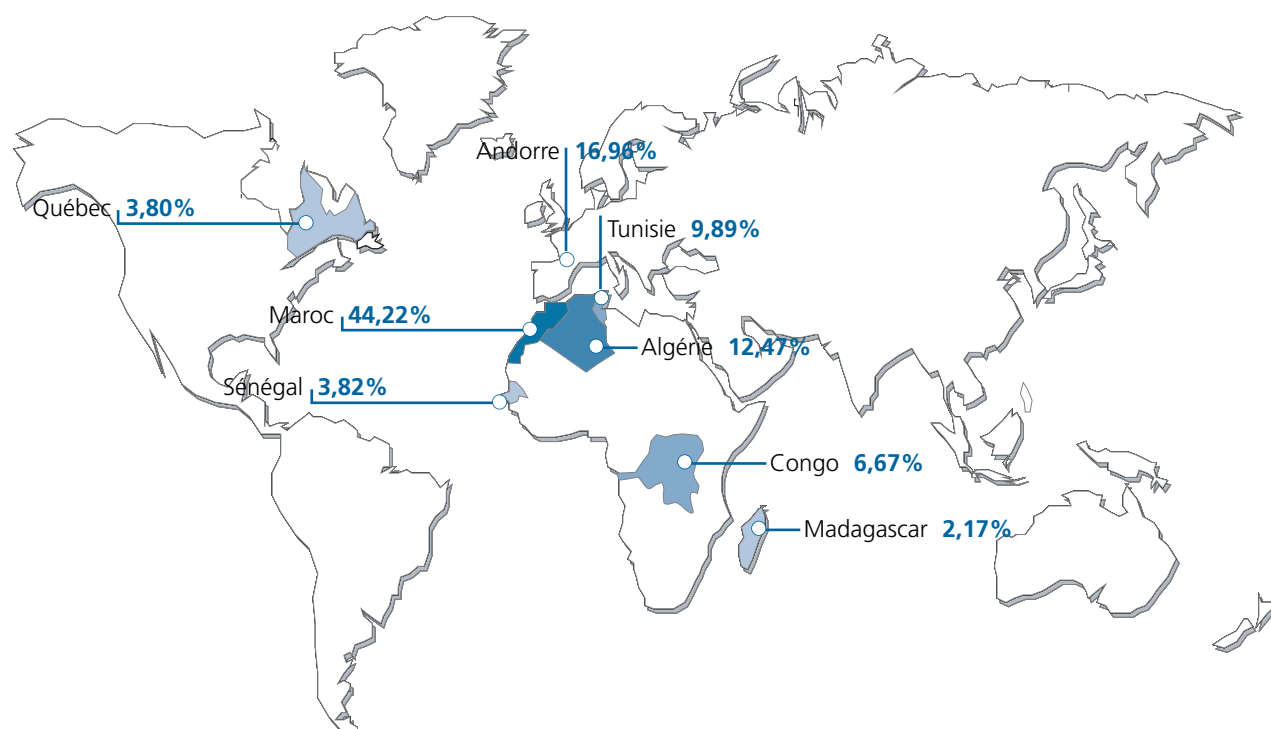 Andorre 16,96%
Québec 3,80%
Tunisie 9,89%
Maroc 44,22%
Algérie 12,47%
Sénégal 3,82%
Congo 6,67%
Madagascar 2,17%